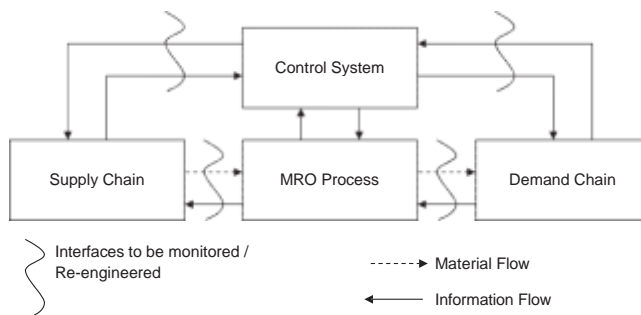 Control System
Supply Chain
MRO Process
Demand Chain
Interfaces to be monitored /
Re-engineered
Material Flow
Information Flow